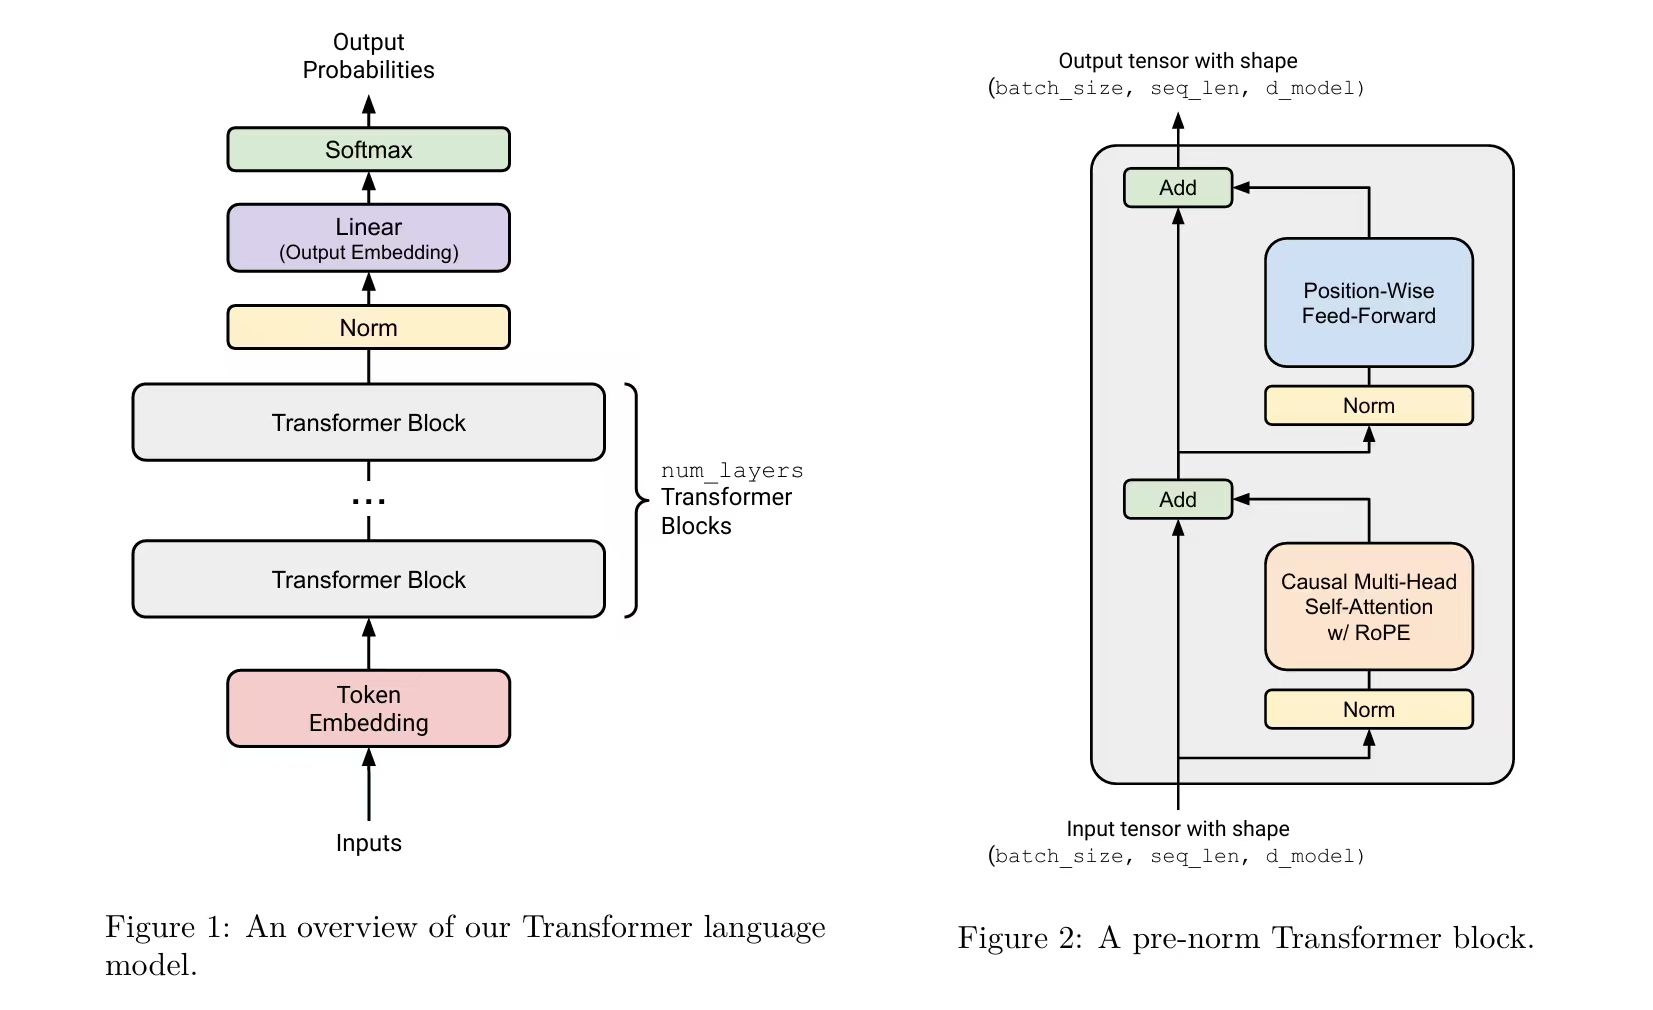 Output
Probabilities
Softmax
Linear
(Output Embedding)
Norm
Transformer Block
...
Transformer Block
num_layers
Transformer
Blocks
Token
Embedding
Inputs
Figure 1: An overview of our Transformer language
model.
Output tensor with shape
(batch_size, seq_len, d_model)
Add
Position-Wise
Feed-Forward
Norm
Add
Causal Multi-Head
Self-Attention
w/ RoPE
Norm
Input tensor with shape
(batch_size, seq_len, d_model)
Figure 2: A pre-norm Transformer block.